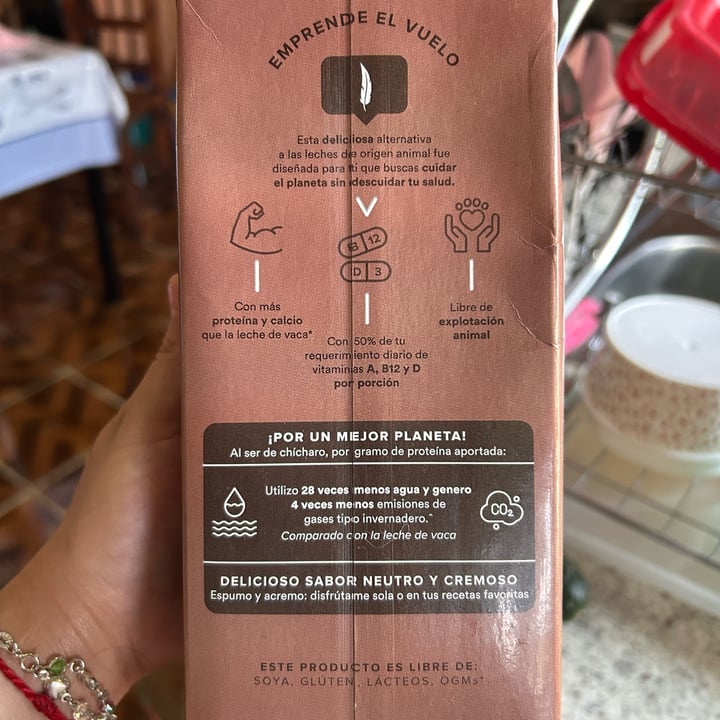 EMPRENDE EL VUELO
Esta deliciosa alternativa
a las leches de origen animal fue
diseñada para ti que buscas cuidar
el planeta sin descuidar tu salud.
B 12
D 3
Con más
proteína y calcio
que la leche de vaca*
Con 50% de tu
requerimiento diario de
vitaminas A, B12 y D
por porción
Libre de
explotación
animal
¡POR UN MEJOR PLANETA!
Al ser de chícharo, por gramo de proteína aportada:
Utilizo 28 veces menos agua y genero
4 veces menos emisiones de
gases tipo invernadero.^
Comparado con la leche de vaca
CO₂
DELICIOSO SABOR NEUTRO Y CREMOSO
Espumo y acremo: disfrútame sola o en tus recetas favoritas
ESTE PRODUCTO ES LIBRE DE:
SOYA, GLÚTEN, LÁCTEOS, OGMs*